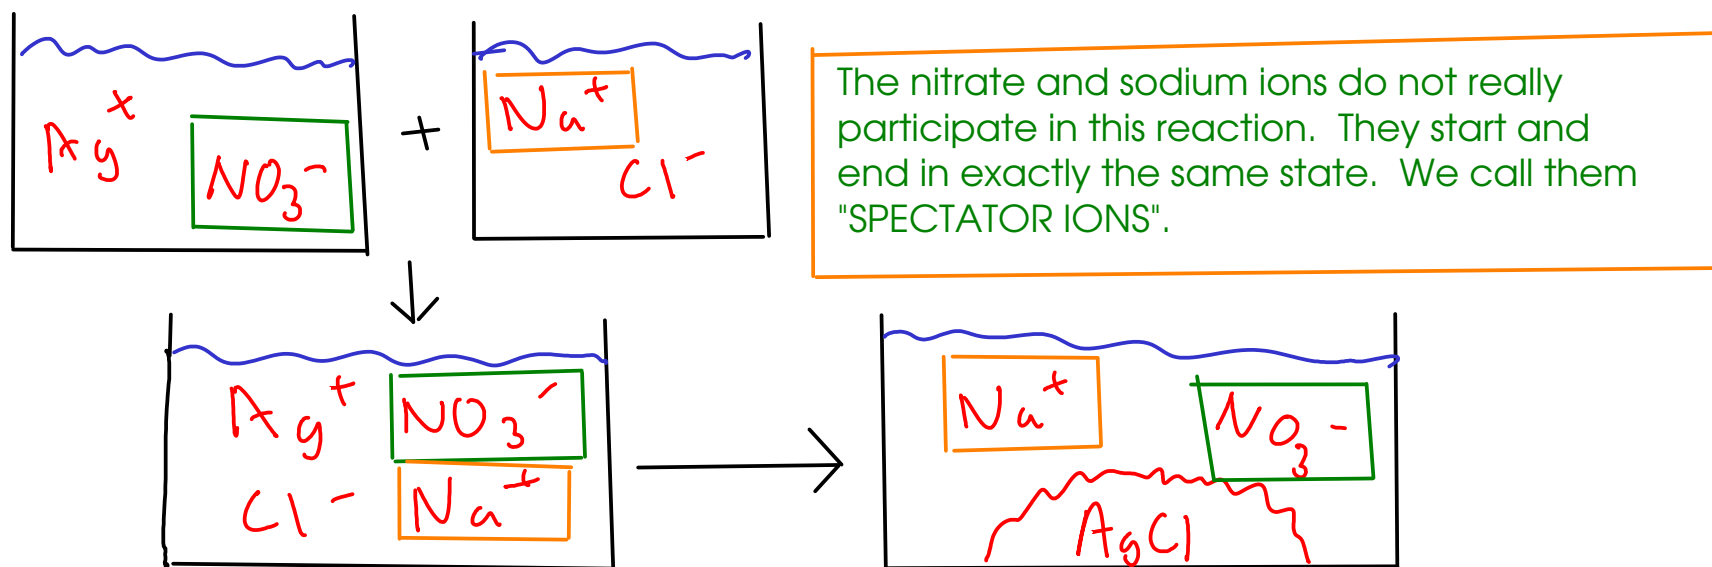 Ag⁺ NO₃⁻ + Na⁺ Cl⁻
The nitrate and sodium ions do not really
participate in this reaction. They start and
end in exactly the same state. We call them
"SPECTATOR IONS".
Ag⁺ NO₃⁻
Cl⁻ Na⁺
Na⁺ NO₃⁻
AgCl